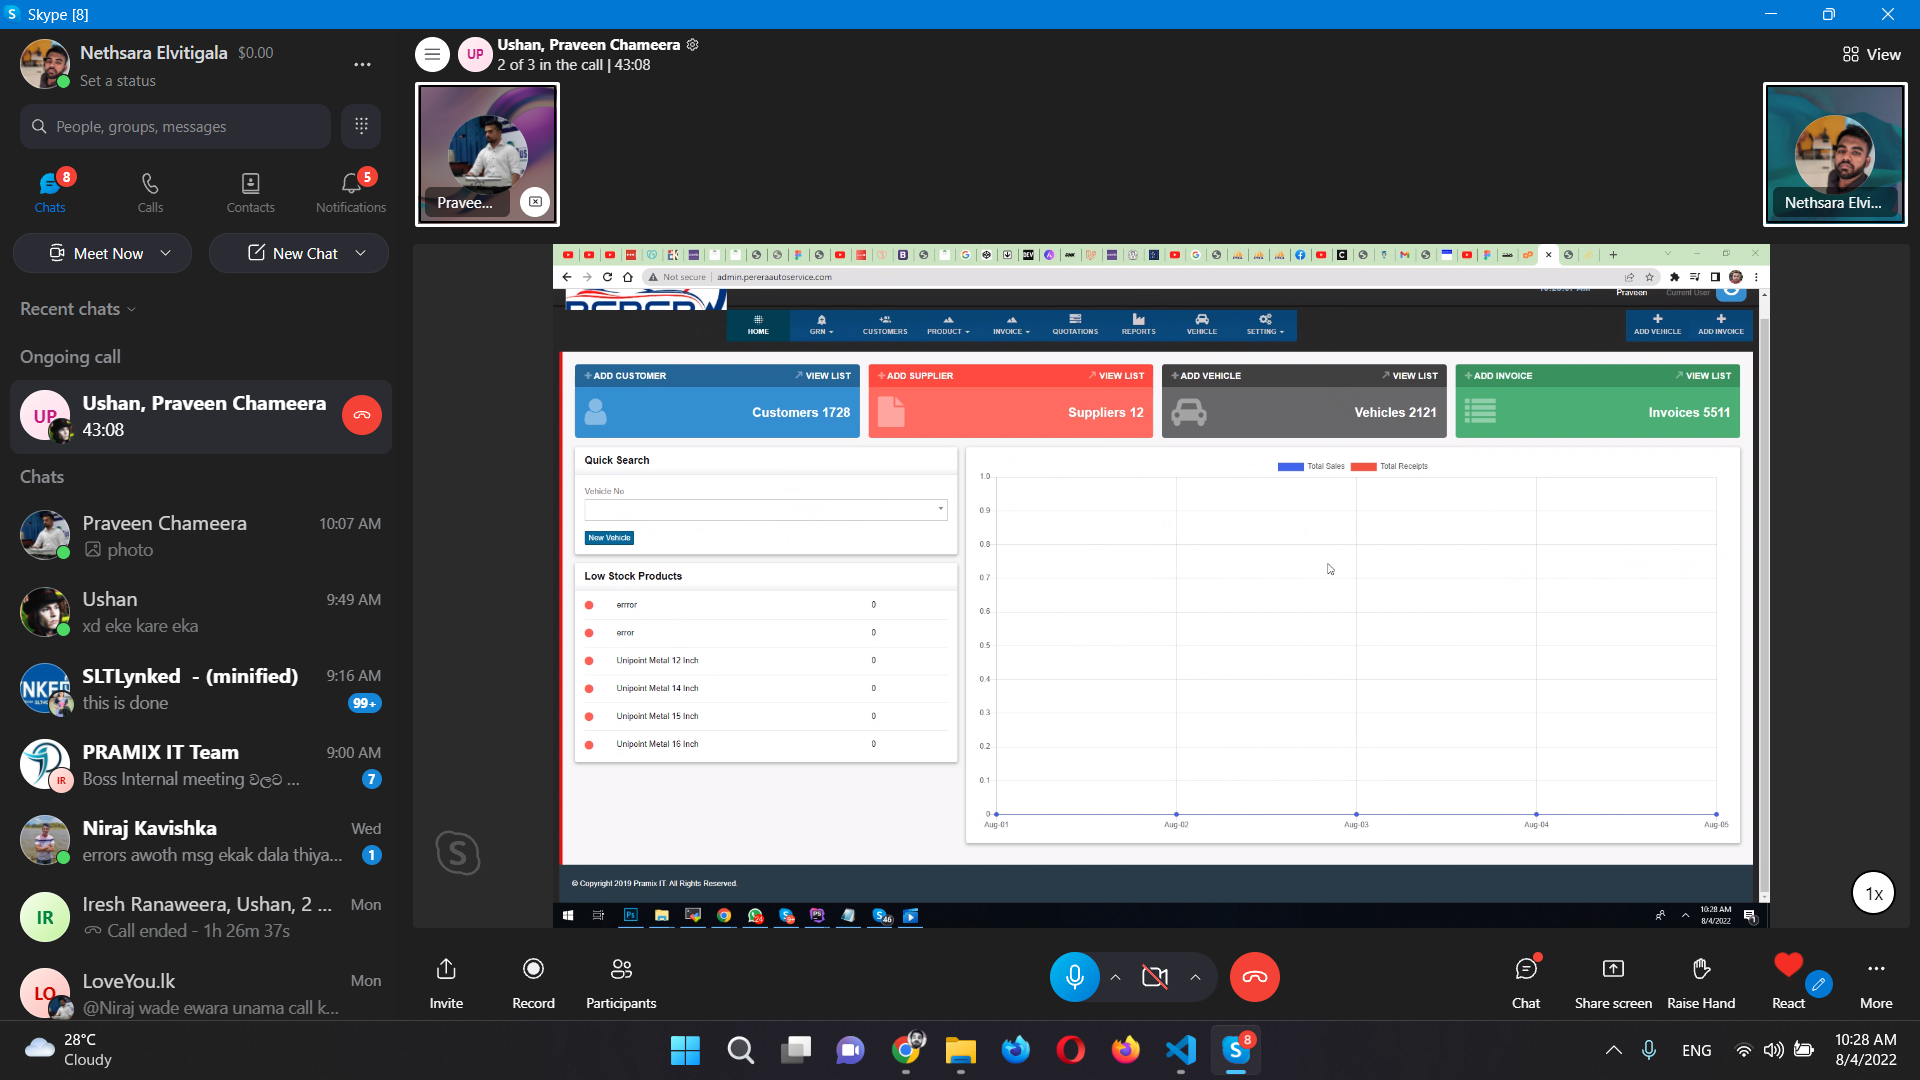 Skype [8]
Nethsara Elvitigala $0.00
Set a status
People, groups, messages
8
5
Chats
Calls
Contacts
Notifications
Meet Now
New Chat
Recent chats
Ongoing call
UP
Ushan, Praveen Chameera
43:08
Chats
Praveen Chameera 10:07 AM
photo
Ushan 9:49 AM
xd eke kare eka
SLTLynked - (minified) 9:16 AM
this is done 99+
PRAMIX IT Team 9:00 AM
IR
Boss Internal meeting වලට ... 7
Niraj Kavishka Wed
errors awoth msg ekak dala thiya... 1
IR
Iresh Ranaweera, Ushan, 2 ... Mon
Call ended - 1h 26m 37s
LO
LoveYou.lk Mon
@Niraj wade ewara unama call k...
UP
Ushan, Praveen Chameera
2 of 3 in the call | 43:08
View
Pravee...
Nethsara Elvi...
Not secure admin.pereraautoservice.com
Praveen Current User
HOME
GRN
CUSTOMERS
PRODUCT
INVOICE
QUOTATIONS
REPORTS
VEHICLE
SETTING
ADD VEHICLE
ADD INVOICE
ADD CUSTOMER VIEW LIST
Customers 1728
ADD SUPPLIER VIEW LIST
Suppliers 12
ADD VEHICLE VIEW LIST
Vehicles 2121
ADD INVOICE VIEW LIST
Invoices 5511
Quick Search
Vehicle No
New Vehicle
Low Stock Products
errror 0
error 0
Unipoint Metal 12 Inch 0
Unipoint Metal 14 Inch 0
Unipoint Metal 15 Inch 0
Unipoint Metal 16 Inch 0
Total Sales Total Receipts
1.0
0.9
0.8
0.7
0.6
0.5
0.4
0.3
0.2
0.1
0
Aug-01 Aug-02 Aug-03 Aug-04 Aug-05
© Copyright 2019 Pramix IT. All Rights Reserved.
10:28 AM
8/4/2022
1x
Invite
Record
Participants
Chat
Share screen
Raise Hand
React
More
28°C
Cloudy
8
ENG
10:28 AM
8/4/2022